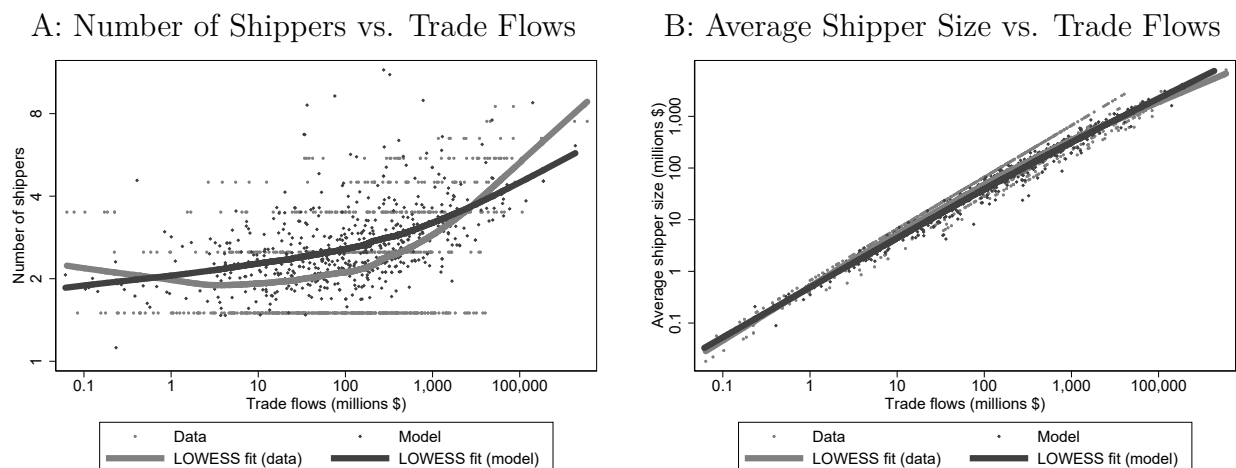 A: Number of Shippers vs. Trade Flows
Number of shippers
8
4
2
1
0.1 1 10 100 1,000 100,000
Trade flows (millions $)
Data Model
LOWESS fit (data) LOWESS fit (model)
B: Average Shipper Size vs. Trade Flows
Average shipper size (millions $)
1,000
100
10
1
0.1
0.1 1 10 100 1,000 100,000
Trade flows (millions $)
Data Model
LOWESS fit (data) LOWESS fit (model)